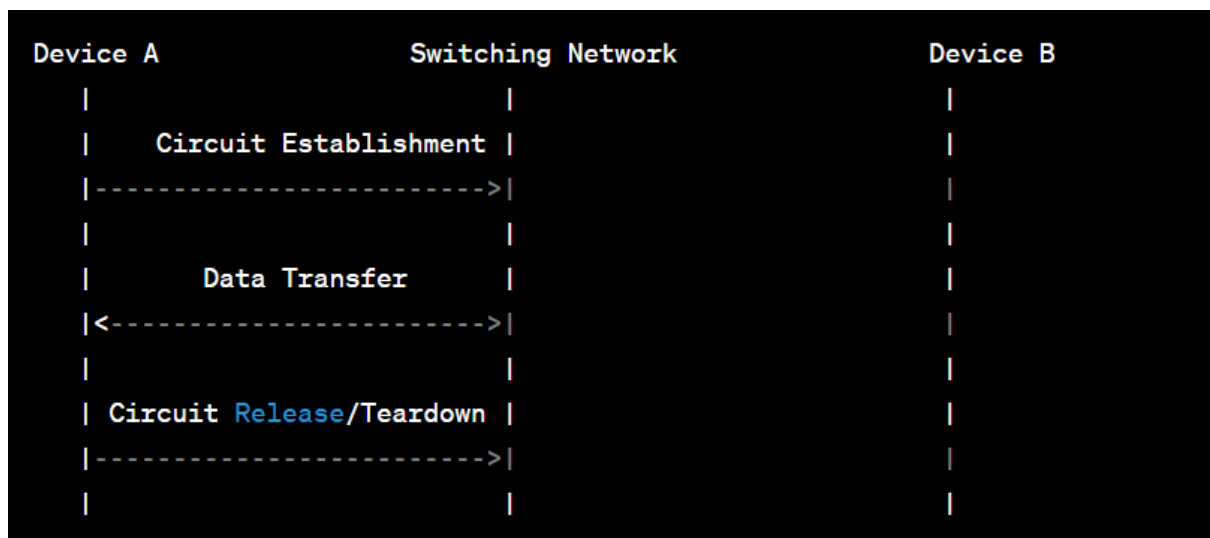 Device A                Switching Network                Device B
   |                          |                            |
   |    Circuit Establishment |                            |
   |------------------------->|                            |
   |                          |                            |
   |       Data Transfer      |                            |
   |<------------------------>|                            |
   |                          |                            |
   | Circuit Release/Teardown |                            |
   |------------------------->|                            |
   |                          |                            |